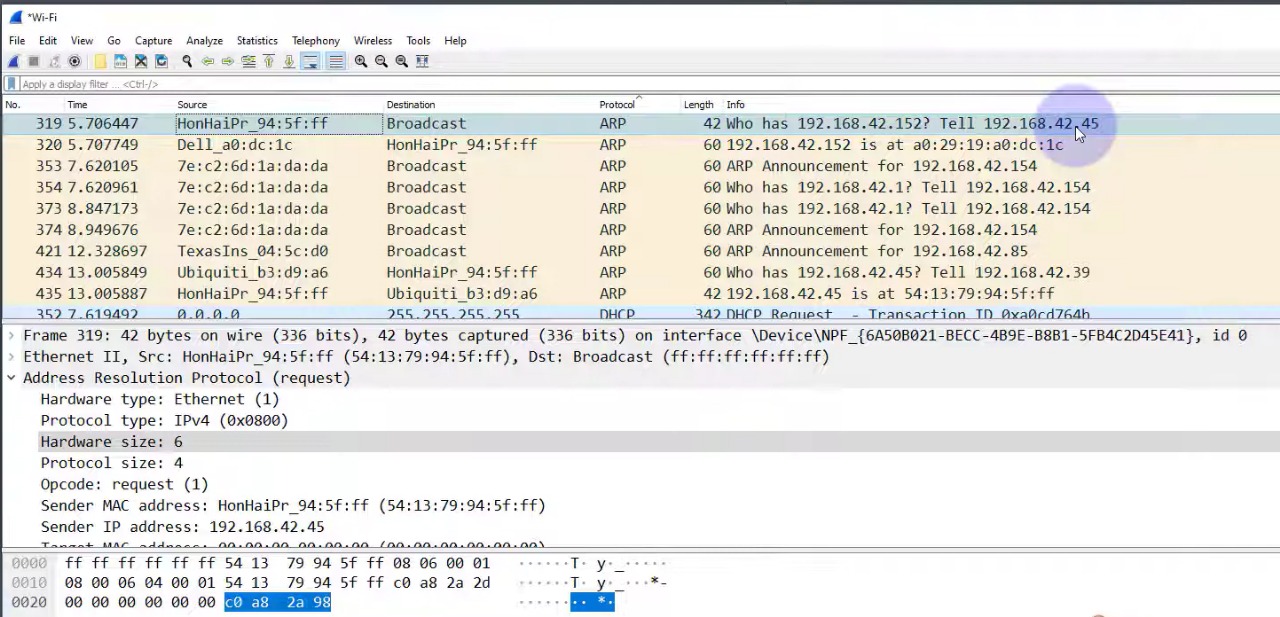 *Wi-Fi
File Edit View Go Capture Analyze Statistics Telephony Wireless Tools Help
Apply a display filter ... <Ctrl-/>
No. Time Source Destination Protocol Length Info
319 5.706447 HonHaiPr_94:5f:ff Broadcast ARP 42 Who has 192.168.42.152? Tell 192.168.42.45
320 5.707749 Dell_a0:dc:1c HonHaiPr_94:5f:ff ARP 60 192.168.42.152 is at a0:29:19:a0:dc:1c
353 7.620105 7e:c2:6d:1a:da:da Broadcast ARP 60 ARP Announcement for 192.168.42.154
354 7.620961 7e:c2:6d:1a:da:da Broadcast ARP 60 Who has 192.168.42.1? Tell 192.168.42.154
373 8.847173 7e:c2:6d:1a:da:da Broadcast ARP 60 Who has 192.168.42.1? Tell 192.168.42.154
374 8.949676 7e:c2:6d:1a:da:da Broadcast ARP 60 ARP Announcement for 192.168.42.154
421 12.328697 TexasIns_04:5c:d0 Broadcast ARP 60 ARP Announcement for 192.168.42.85
434 13.005849 Ubiquiti_b3:d9:a6 HonHaiPr_94:5f:ff ARP 60 Who has 192.168.42.45? Tell 192.168.42.39
435 13.005887 HonHaiPr_94:5f:ff Ubiquiti_b3:d9:a6 ARP 42 192.168.42.45 is at 54:13:79:94:5f:ff
352 7.619492 0.0.0.0 255.255.255.255 DHCP 342 DHCP Request - Transaction ID 0xa0cd764b
Frame 319: 42 bytes on wire (336 bits), 42 bytes captured (336 bits) on interface \Device\NPF_{6A50B021-BECC-4B9E-B8B1-5FB4C2D45E41}, id 0
Ethernet II, Src: HonHaiPr_94:5f:ff (54:13:79:94:5f:ff), Dst: Broadcast (ff:ff:ff:ff:ff:ff)
Address Resolution Protocol (request)
Hardware type: Ethernet (1)
Protocol type: IPv4 (0x0800)
Hardware size: 6
Protocol size: 4
Opcode: request (1)
Sender MAC address: HonHaiPr_94:5f:ff (54:13:79:94:5f:ff)
Sender IP address: 192.168.42.45
Target MAC address: 00:00:00_00:00:00 (00:00:00:00:00:00)
0000 ff ff ff ff ff ff 54 13 79 94 5f ff 08 06 00 01 ······T· y·_·····
0010 08 00 06 04 00 01 54 13 79 94 5f ff c0 a8 2a 2d ······T· y·_···*-
0020 00 00 00 00 00 00 c0 a8 2a 98 ········ *·